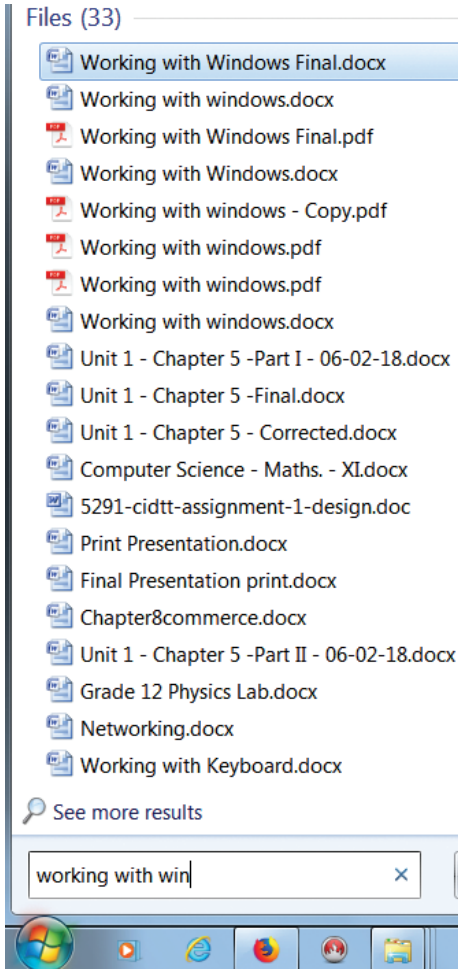 Files (33)
Working with Windows Final.docx
Working with windows.docx
Working with Windows Final.pdf
Working with Windows.docx
Working with windows - Copy.pdf
Working with windows.pdf
Working with windows.pdf
Working with windows.docx
Unit 1 - Chapter 5 -Part I - 06-02-18.docx
Unit 1 - Chapter 5 -Final.docx
Unit 1 - Chapter 5 - Corrected.docx
Computer Science - Maths. - XI.docx
5291-cidtt-assignment-1-design.doc
Print Presentation.docx
Final Presentation print.docx
Chapter8commerce.docx
Unit 1 - Chapter 5 -Part II - 06-02-18.docx
Grade 12 Physics Lab.docx
Networking.docx
Working with Keyboard.docx
See more results
working with win